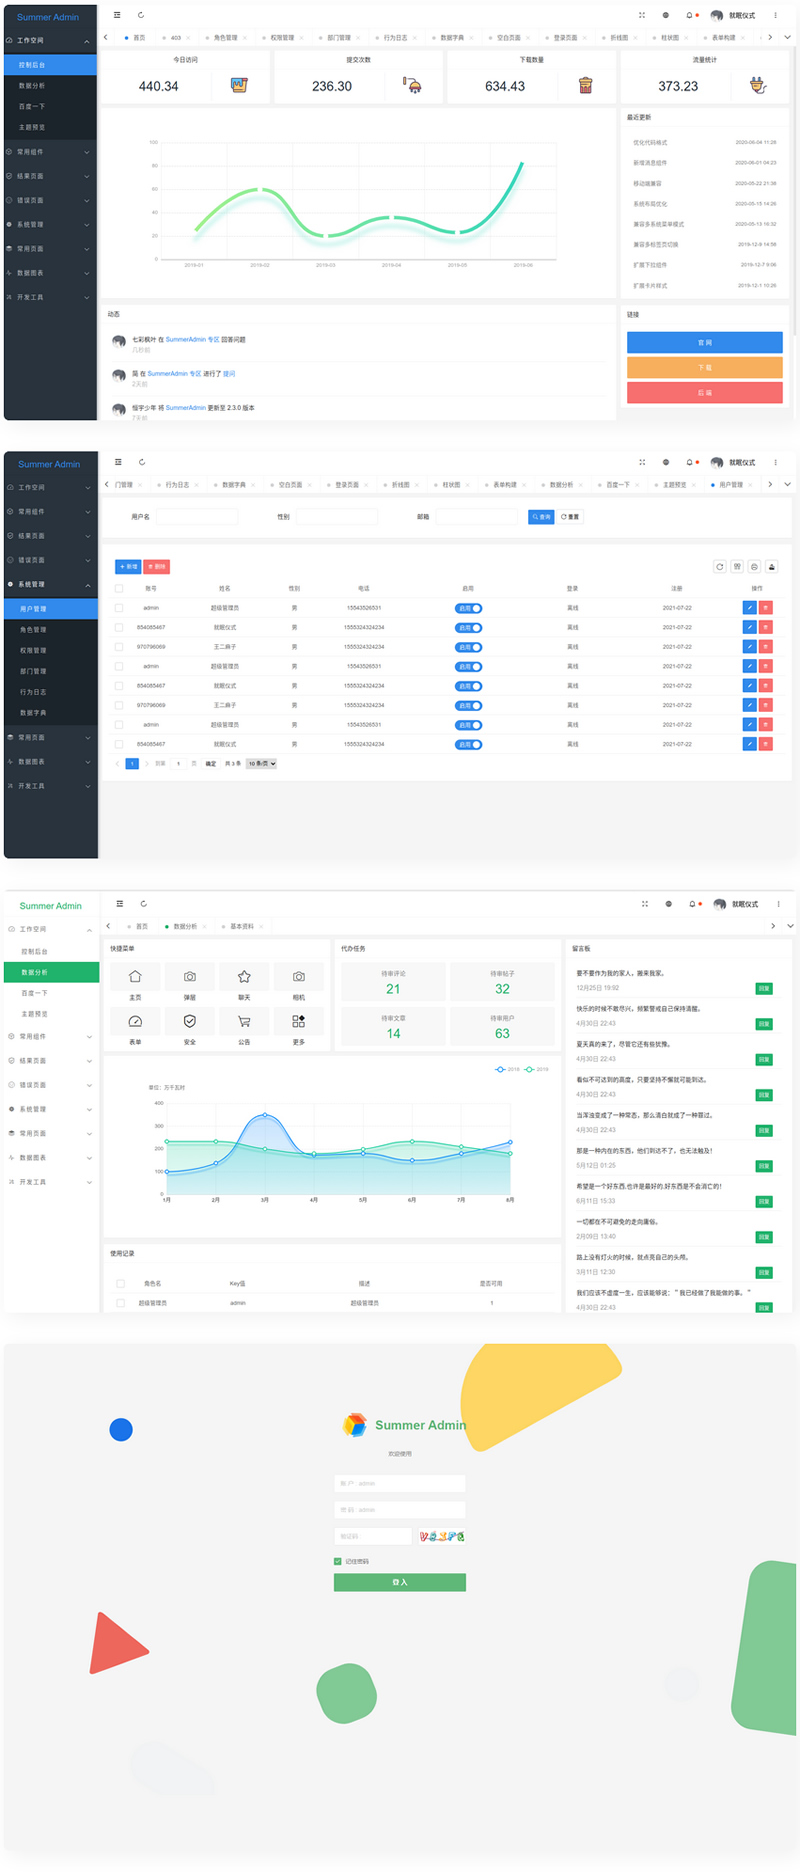 Summer Admin
工作空间
控制后台
数据分析
百度一下
主题预览
常用组件
结果页面
错误页面
系统管理
常用页面
数据图表
开发工具
就眠仪式
首页 403 角色管理 权限管理 部门管理 行为日志 数据字典 空白页面 登录页面 折线图 柱状图 表单构建
今日访问 提交次数 下载数量 流量统计
440.34 236.30 634.43 373.23
100
80
60
40
20
0
2019-01 2019-02 2019-03 2019-04 2019-05 2019-06
最近更新
优化代码格式 2020-06-04 11:28
新增消息组件 2020-06-01 04:23
移动端兼容 2020-05-22 21:38
系统布局优化 2020-05-15 14:26
兼容多系统菜单模式 2020-05-13 16:32
兼容多标签页切换 2019-12-9 14:58
扩展下拉组件 2019-12-7 9:06
扩展卡片样式 2019-12-1 10:26
动态
七彩枫叶 在 SummerAdmin 专区 回答问题
几秒前
简 在 SummerAdmin 专区 进行了 提问
2天前
恒宇少年 将 SummerAdmin 更新至 2.3.0 版本
7天前
链接
官 网
下 载
后 端
Summer Admin
工作空间
常用组件
结果页面
错误页面
系统管理
用户管理
角色管理
权限管理
部门管理
行为日志
数据字典
常用页面
数据图表
开发工具
就眠仪式
门管理 行为日志 数据字典 空白页面 登录页面 折线图 柱状图 表单构建 数据分析 百度一下 主题预览 用户管理
用户名 性别 邮箱 查询 重置
新增 删除
账号 姓名 性别 电话 启用 登录 注册 操作
admin 超级管理员 男 15543526531 启用 离线 2021-07-22
854085467 就眠仪式 男 1555324324234 启用 离线 2021-07-22
970796069 王二麻子 男 1555324324234 启用 离线 2021-07-22
admin 超级管理员 男 15543526531 启用 离线 2021-07-22
854085467 就眠仪式 男 1555324324234 启用 离线 2021-07-22
970796069 王二麻子 男 1555324324234 启用 离线 2021-07-22
admin 超级管理员 男 15543526531 启用 离线 2021-07-22
854085467 就眠仪式 男 1555324324234 启用 离线 2021-07-22
1 到第 1 页 确定 共 3 条 10 条/页
Summer Admin
工作空间
控制后台
数据分析
百度一下
主题预览
常用组件
结果页面
错误页面
系统管理
常用页面
数据图表
开发工具
就眠仪式
首页 数据分析 基本资料
快捷菜单
主页 弹层 聊天 相机
表单 安全 公告 更多
代办任务
待审评论 待审帖子
21 32
待审文章 待审用户
14 63
单位：万千瓦时
400
300
200
100
0
1月 2月 3月 4月 5月 6月 7月 8月
使用记录
角色名 Key值 描述 是否可用
超级管理员 admin 超级管理员 1
留言板
要不要作为我的家人，搬来我家。
12月25日 19:92 回复
快乐的时候不敢尽兴，频繁警戒自己保持清醒。
4月30日 22:43 回复
夏天真的来了，尽管它还有些犹豫。
4月30日 22:43 回复
看似不可达到的高度，只要坚持不懈就可能到达。
4月30日 22:43 回复
当浑浊变成了一种常态，那么清白就成了一种罪过。
4月30日 22:43 回复
那是一种内在的东西，他们到达不了，也无法触及！
5月12日 01:25 回复
希望是一个好东西,也许是最好的,好东西是不会消亡的!
6月11日 15:33 回复
一切都在不可避免的走向庸俗。
2月09日 13:40 回复
路上没有灯火的时候，就点亮自己的头颅。
3月11日 12:30 回复
我们应该不虚度一生，应该能够说：＂我已经做了我能做的事。＂
4月30日 22:43 回复
Summer Admin
欢迎使用
账户 : admin
密码 : admin
验证码 :
记住密码
登 入